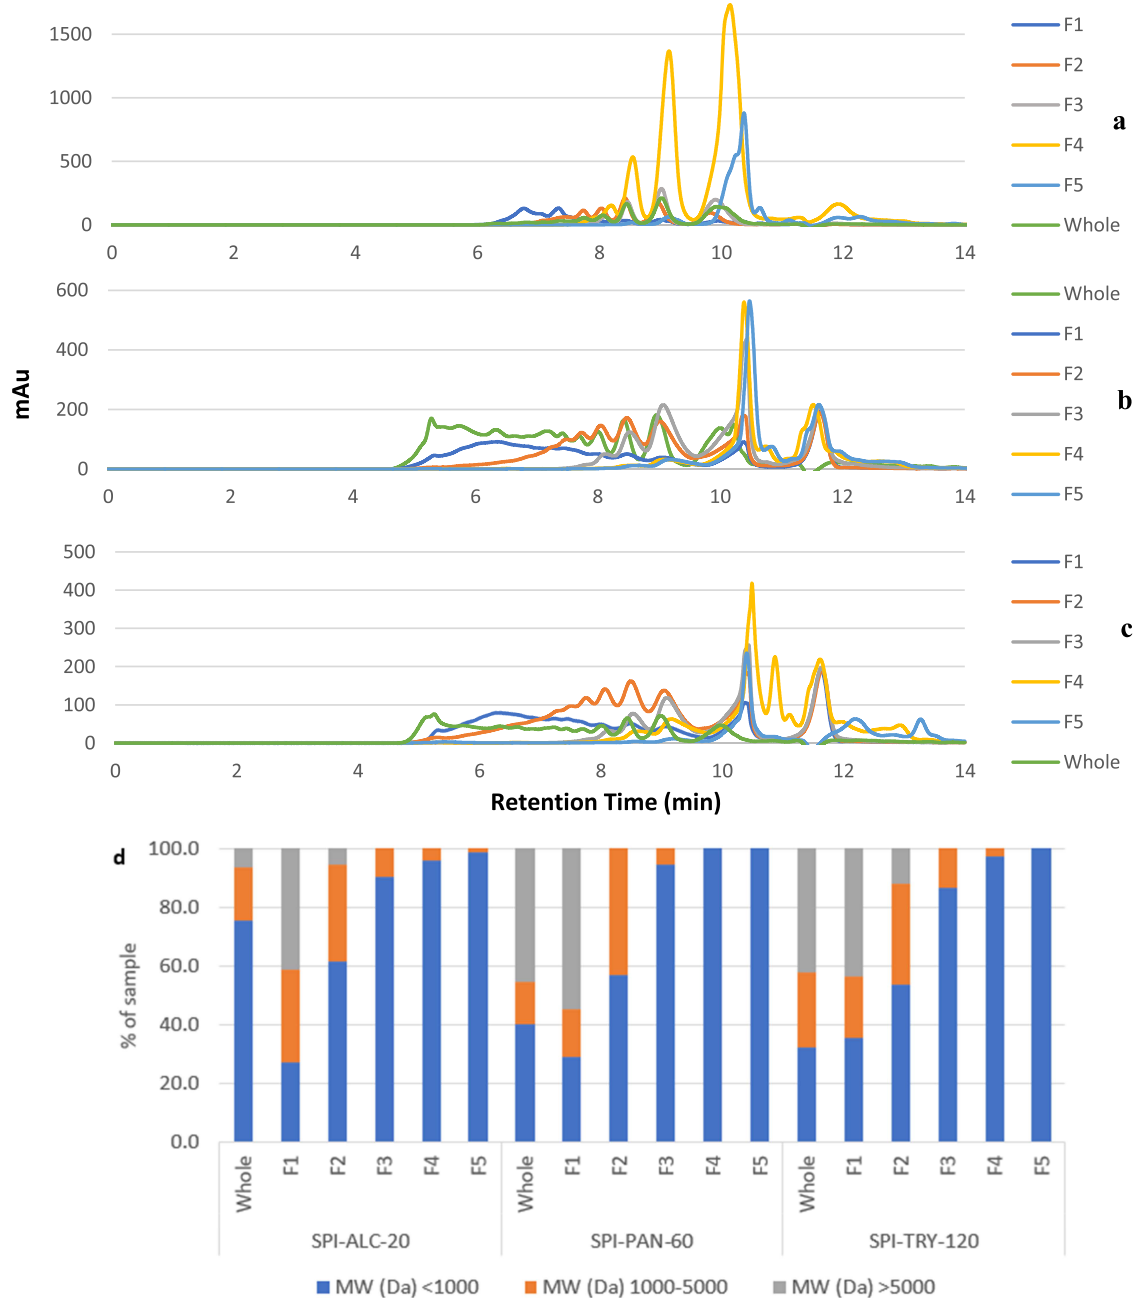 1500
1000
500
0
0 2 4 6 8 10 12 14
F1
F2
F3
F4
F5
Whole
a
600
400
200
0
0 2 4 6 8 10 12 14
Whole
F1
F2
F3
F4
F5
b
mAu
500
400
300
200
100
0
0 2 4 6 8 10 12 14
F1
F2
F3
F4
F5
Whole
c
Retention Time (min)
d
100.0
80.0
60.0
40.0
20.0
0.0
% of sample
Whole F1 F2 F3 F4 F5 Whole F1 F2 F3 F4 F5 Whole F1 F2 F3 F4 F5
SPI-ALC-20 SPI-PAN-60 SPI-TRY-120
MW (Da) <1000 MW (Da) 1000-5000 MW (Da) >5000